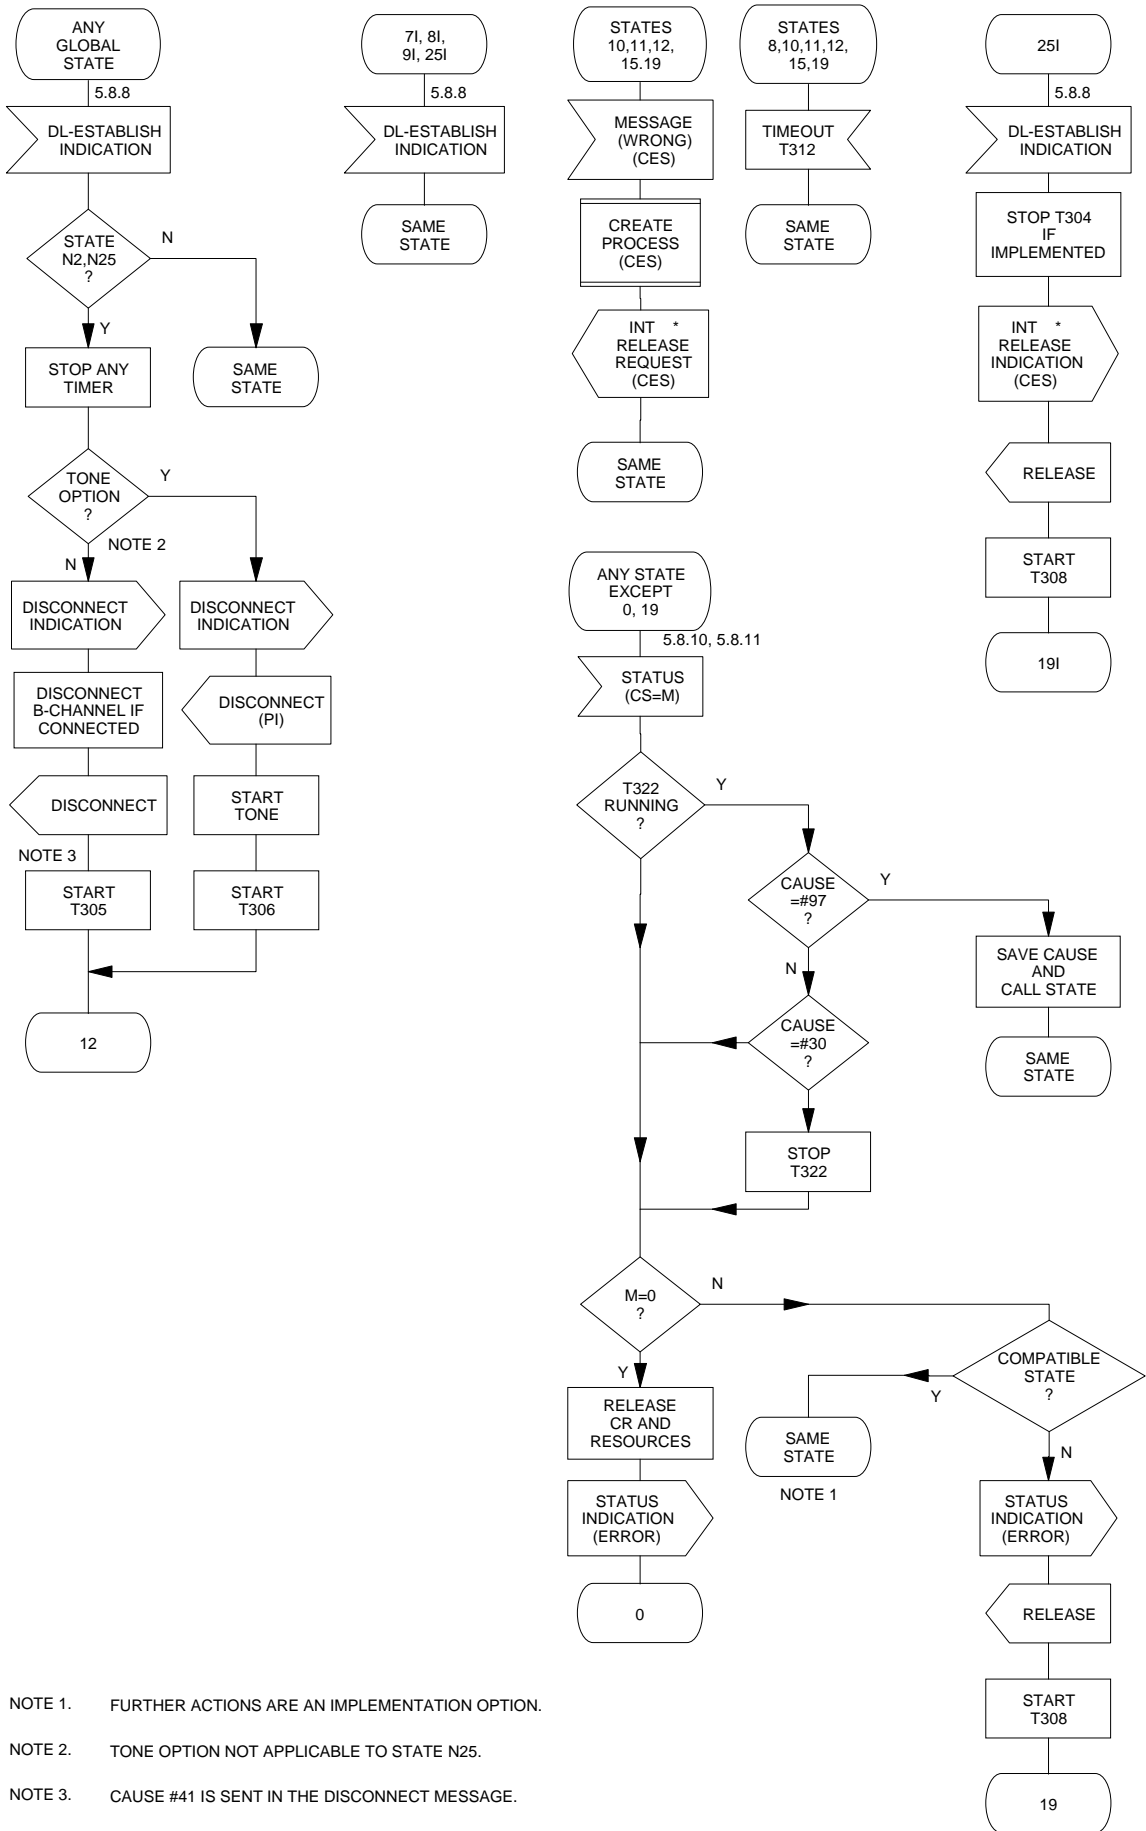 ANY
GLOBAL
STATE
5.8.8
DL-ESTABLISH
INDICATION
STATE
N2,N25
?
N
Y
STOP ANY
TIMER
SAME
STATE
TONE
OPTION
?
Y
NOTE 2
N
DISCONNECT
INDICATION
DISCONNECT
INDICATION
DISCONNECT
B-CHANNEL IF
CONNECTED
DISCONNECT
(PI)
DISCONNECT
START
TONE
NOTE 3
START
T305
START
T306
12
7I, 8I,
9I, 25I
5.8.8
DL-ESTABLISH
INDICATION
SAME
STATE
STATES
10,11,12,
15.19
MESSAGE
(WRONG)
(CES)
CREATE
PROCESS
(CES)
INT *
RELEASE
REQUEST
(CES)
SAME
STATE
STATES
8,10,11,12,
15,19
TIMEOUT
T312
SAME
STATE
25I
5.8.8
DL-ESTABLISH
INDICATION
STOP T304
IF
IMPLEMENTED
INT *
RELEASE
INDICATION
(CES)
RELEASE
START
T308
19I
ANY STATE
EXCEPT
0, 19
5.8.10, 5.8.11
STATUS
(CS=M)
T322
RUNNING
?
Y
CAUSE
=#97
?
Y
SAVE CAUSE
AND
CALL STATE
SAME
STATE
N
CAUSE
=#30
?
STOP
T322
M=0
?
N
Y
RELEASE
CR AND
RESOURCES
STATUS
INDICATION
(ERROR)
0
COMPATIBLE
STATE
?
Y
SAME
STATE
NOTE 1
N
STATUS
INDICATION
(ERROR)
RELEASE
START
T308
19
NOTE 1. FURTHER ACTIONS ARE AN IMPLEMENTATION OPTION.
NOTE 2. TONE OPTION NOT APPLICABLE TO STATE N25.
NOTE 3. CAUSE #41 IS SENT IN THE DISCONNECT MESSAGE.